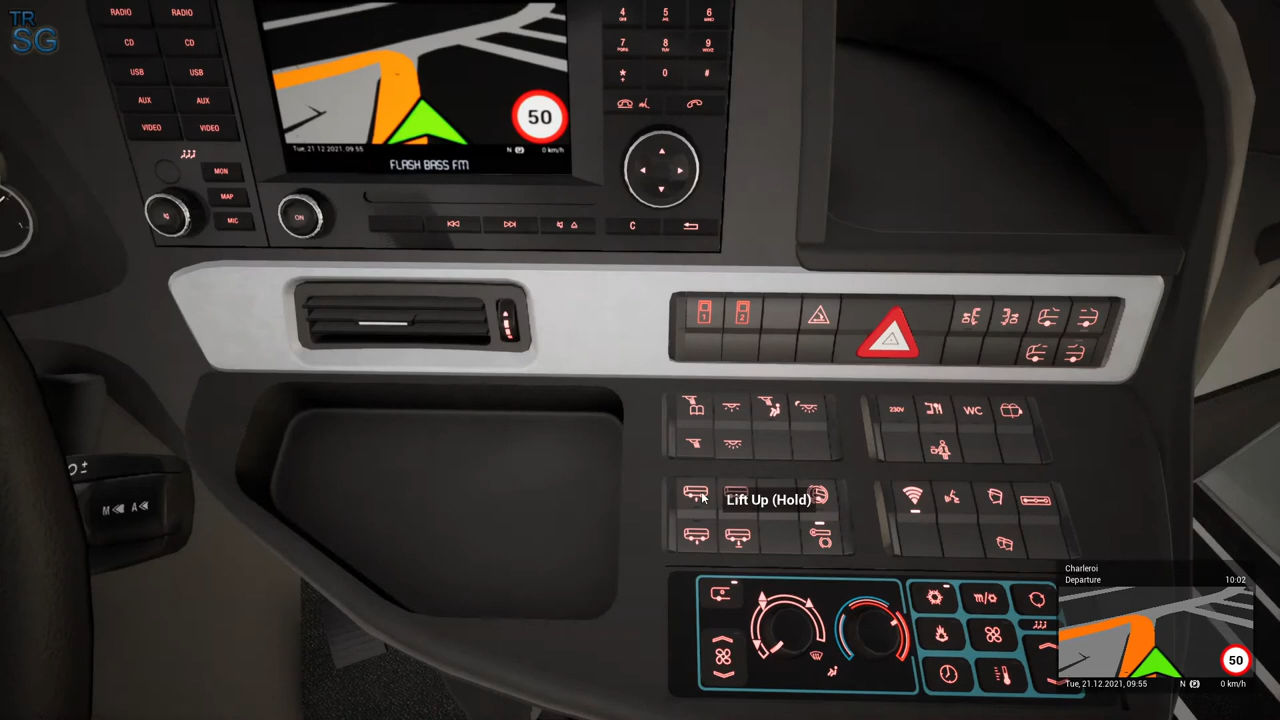 TR
SG
RADIO RADIO
CD CD
USB USB
AUX AUX
VIDEO VIDEO
MON
MAP
MIC
ON
50
Tue, 21.12.2021, 09:55 N P 0 km/h
FLASH BASS FM
4 5 6
7 8 9
* 0 #
C
1 2
230V WC
Lift Up (Hold)
M A
Charleroi
Departure 10:02
50
Tue, 21.12.2021, 09:55 N (P) 0 km/h